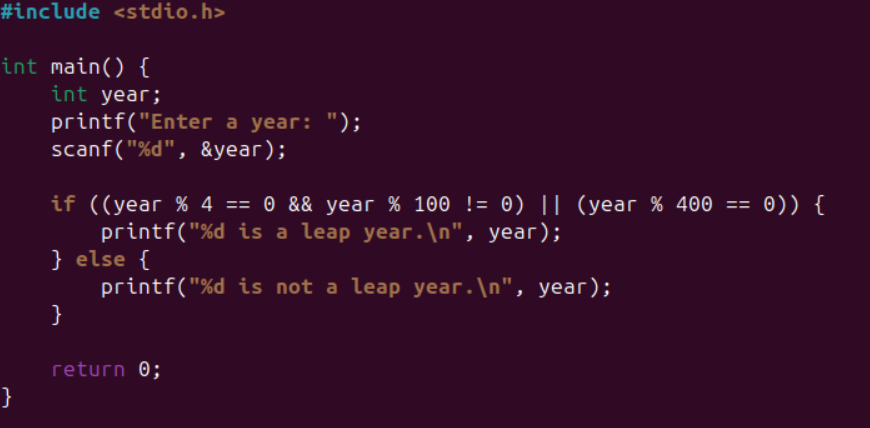 #include <stdio.h>

int main() {
    int year;
    printf("Enter a year: ");
    scanf("%d", &year);

    if ((year % 4 == 0 && year % 100 != 0) || (year % 400 == 0)) {
        printf("%d is a leap year.\n", year);
    } else {
        printf("%d is not a leap year.\n", year);
    }

    return 0;
}